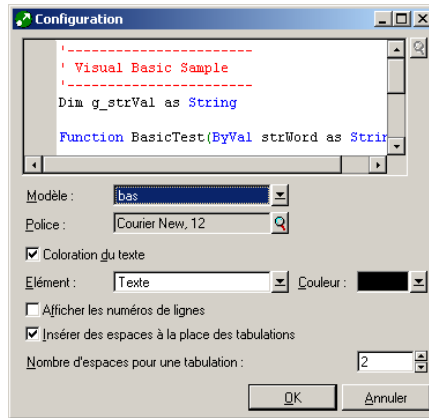 Configuration
'-----------------------
' Visual Basic Sample
'-----------------------
Dim g_strVal as String
Function BasicTest(ByVal strWord as Strin
Modèle : bas
Police : Courier New, 12
Coloration du texte
Elément : Texte Couleur :
Afficher les numéros de lignes
Insérer des espaces à la place des tabulations
Nombre d'espaces pour une tabulation : 2
OK Annuler